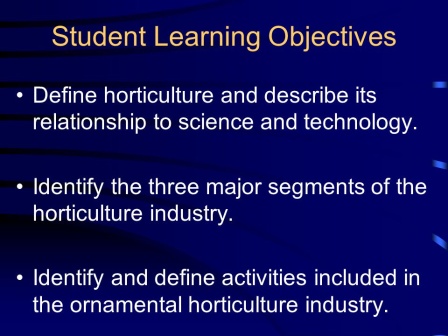 Student Learning Objectives
• Define horticulture and describe its
relationship to science and technology.
• Identify the three major segments of the
horticulture industry.
• Identify and define activities included in
the ornamental horticulture industry.